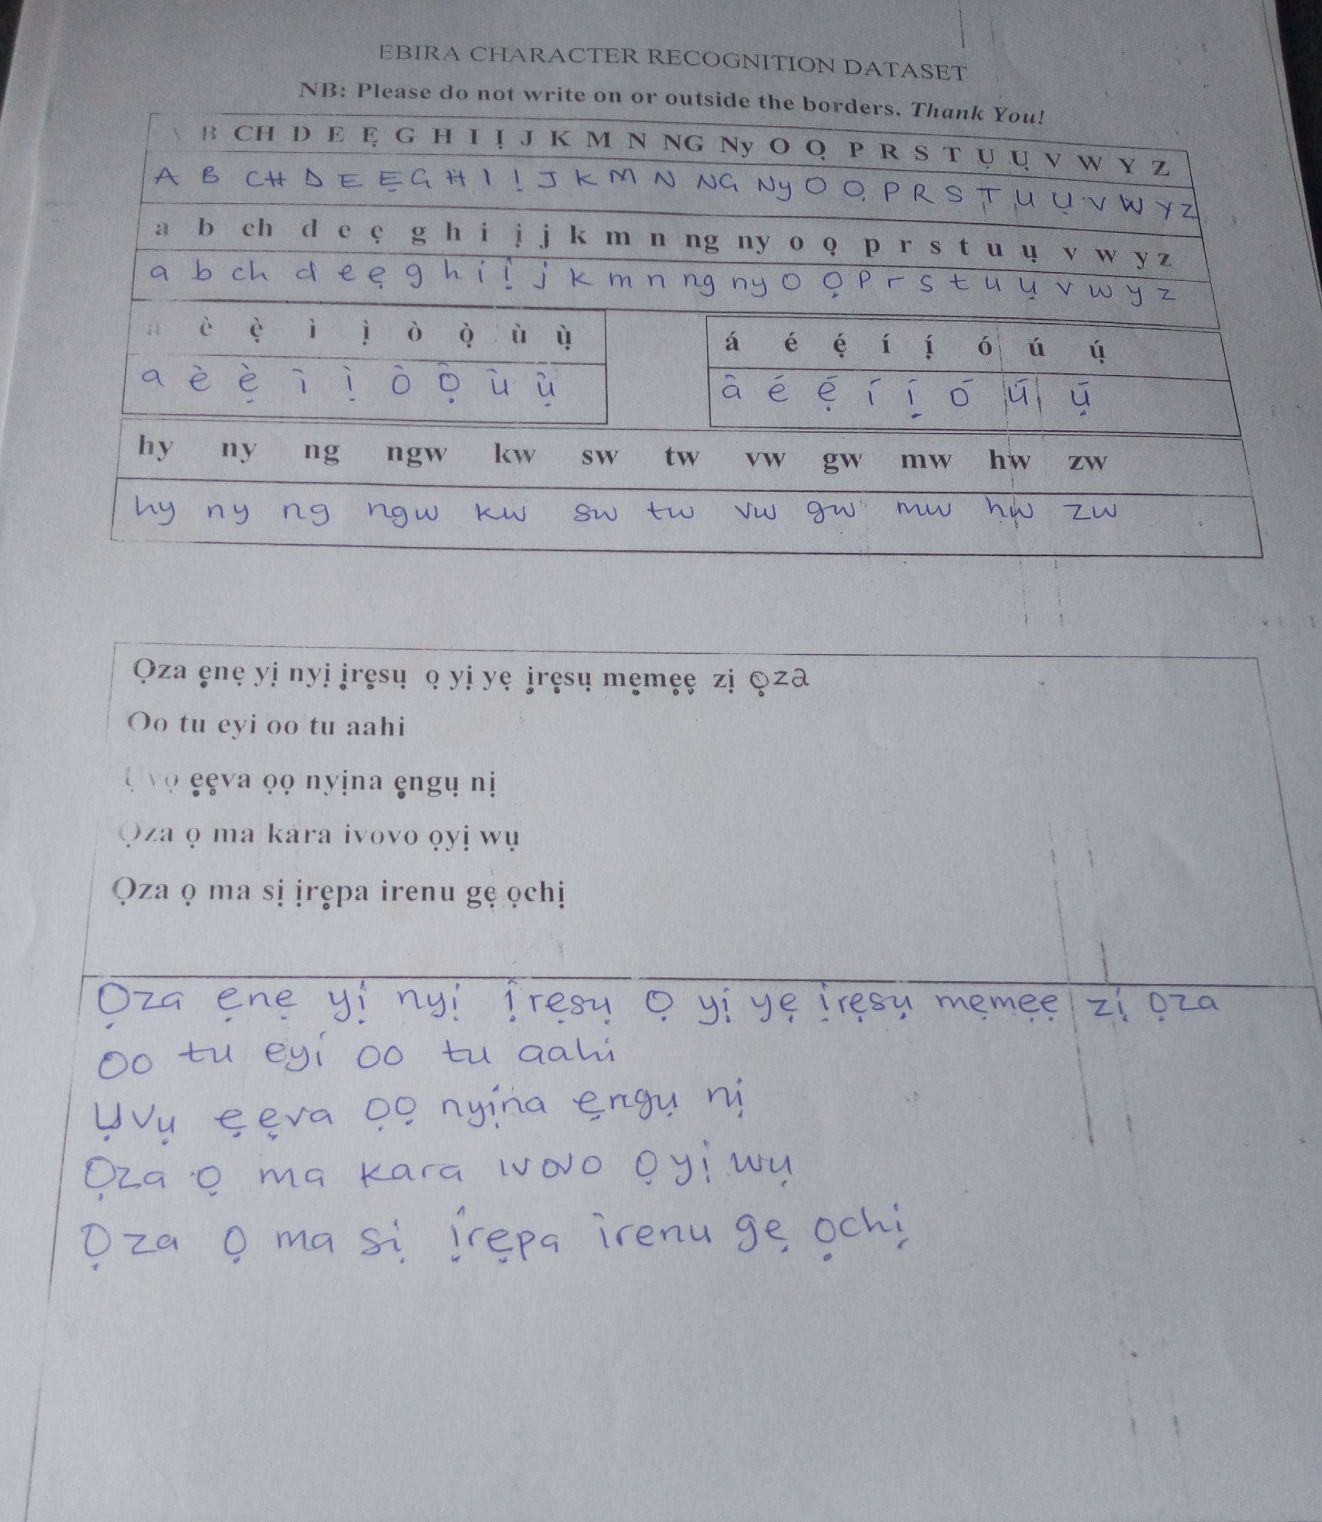 EBIRA CHARACTER RECOGNITION DATASET
NB: Please do not write on or outside the borders. Thank You!
A B CH D E Ẹ G H I Ị J K M N NG Ny O Ọ P R S T Ụ Ụ V W Y Z
A B CH D E Ẹ G H I Ị J K M N NG Ny O Ọ P R S T U Ụ V W Y Z
a b ch d e ẹ g h i ị j k m n ng ny o ọ p r s t u ụ v w y z
a b ch d e ẹ g h i ị j k m n ng ny o ọ p r s t u ụ v w y z
è ẹ̀ ì ị̀ ò ọ̀ ù ụ̀
a è ẹ̀ ì ị̀ ò ọ̀ ù ụ̀
á é ẹ́ í ị́ ó ú ụ́
â é ẹ́ í ị́ ó ú ụ́
hy ny ng ngw kw sw tw vw gw mw hw zw
hy ny ng ngw kw sw tw vw gw mw hw zw
Ọza ẹnẹ yị nyị ịrẹsụ ọ yị yẹ ịrẹsụ mẹmẹẹ zị ọza
Oo tu eyi oo tu aahi
Ụvọ ẹẹva ọọ nyịna ẹngụ nị
Ọza ọ ma kara ivovo ọyị wụ
Ọza ọ ma sị ịrẹpa irenu gẹ ọchị
Ọza ẹnẹ yị nyị ịrẹsụ Ọ yị yẹ ịrẹsụ mẹmẹẹ zị ọza
Oo tu eyi oo tu aahi
Ụvụ ẹẹva ọọ nyịna ẹngụ nị
Ọza ọ ma kara ivovo ọyị wụ
Ọza ọ ma sị ịrẹpa irenu gẹ ọchị